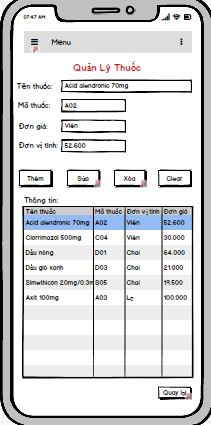 07:47 AM
Menu
Quản Lý Thuốc
Tên thuốc: Acid alendronic 70mg
Mã thuốc: A02
Đơn giá: Viên
Đơn vị tính: 52.600
Thêm Sửa Xóa Clear
Thông tin:
Tên thuốc Mã thuốc Đơn vị tính Đơn giá
Acid alendronic 70mg A02 Viên 52.600
Clorrimazol 500mg C04 Viên 30.000
Dầu nóng D01 Chai 64.000
Dầu gió xanh D03 Chai 21.000
Simethicon 20mg/0.3m S05 Chai 19.500
Axit 100mg A03 Lọ 100.000
Quay lại